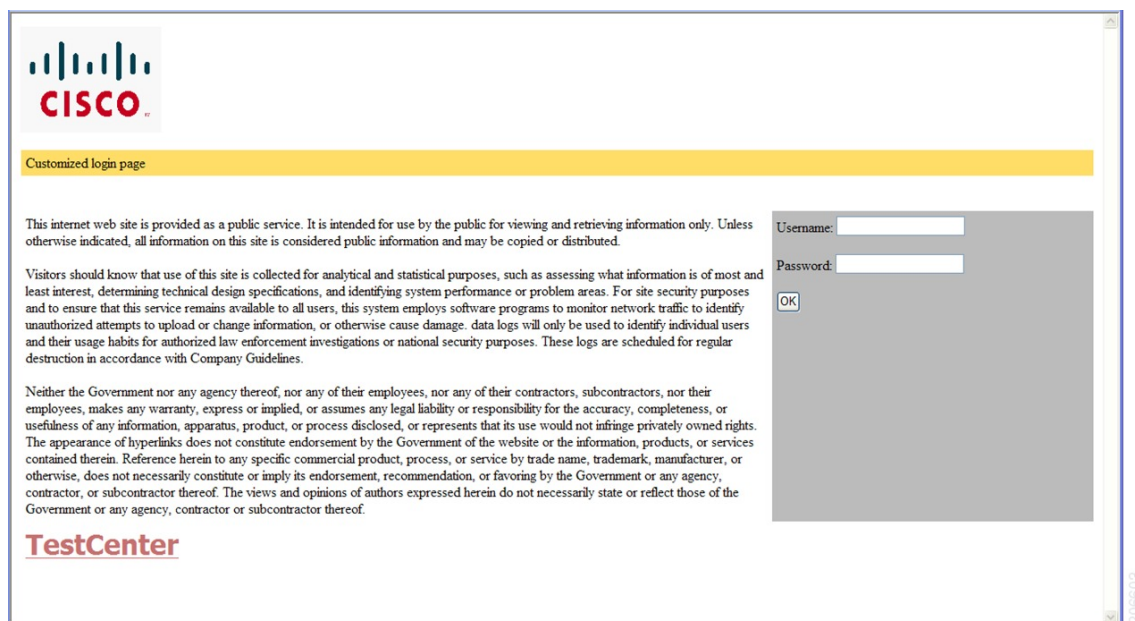 CISCO
Customized login page
This internet web site is provided as a public service. It is intended for use by the public for viewing and retrieving information only. Unless
otherwise indicated, all information on this site is considered public information and may be copied or distributed.
Username:
Password:
OK
Visitors should know that use of this site is collected for analytical and statistical purposes, such as assessing what information is of most and
least interest, determining technical design specifications, and identifying system performance or problem areas. For site security purposes
and to ensure that this service remains available to all users, this system employs software programs to monitor network traffic to identify
unauthorized attempts to upload or change information, or otherwise cause damage. data logs will only be used to identify individual users
and their usage habits for authorized law enforcement investigations or national security purposes. These logs are scheduled for regular
destruction in accordance with Company Guidelines.
Neither the Government nor any agency thereof, nor any of their employees, nor any of their contractors, subcontractors, nor their
employees, makes any warranty, express or implied, or assumes any legal liability or responsibility for the accuracy, completeness, or
usefulness of any information, apparatus, product, or process disclosed, or represents that its use would not infringe privately owned rights.
The appearance of hyperlinks does not constitute endorsement by the Government of the website or the information, products, or services
contained therein. Reference herein to any specific commercial product, process, or service by trade name, trademark, manufacturer, or
otherwise, does not necessarily constitute or imply its endorsement, recommendation, or favoring by the Government or any agency,
contractor, or subcontractor thereof. The views and opinions of authors expressed herein do not necessarily state or reflect those of the
Government or any agency, contractor or subcontractor thereof.
TestCenter